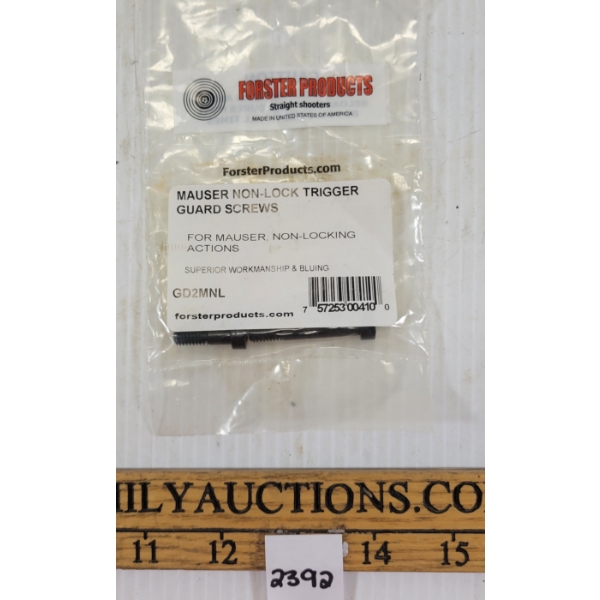 FORSTER PRODUCTS
Straight shooters
MADE IN UNITED STATES OF AMERICA
ForsterProducts.com
MAUSER NON-LOCK TRIGGER
GUARD SCREWS
FOR MAUSER, NON-LOCKING
ACTIONS
SUPERIOR WORKMANSHIP & BLUING
GD2MNL
7 57253 00410 0
forsterproducts.com
MILYAUCTIONS.CO
11 12 14 15
2392